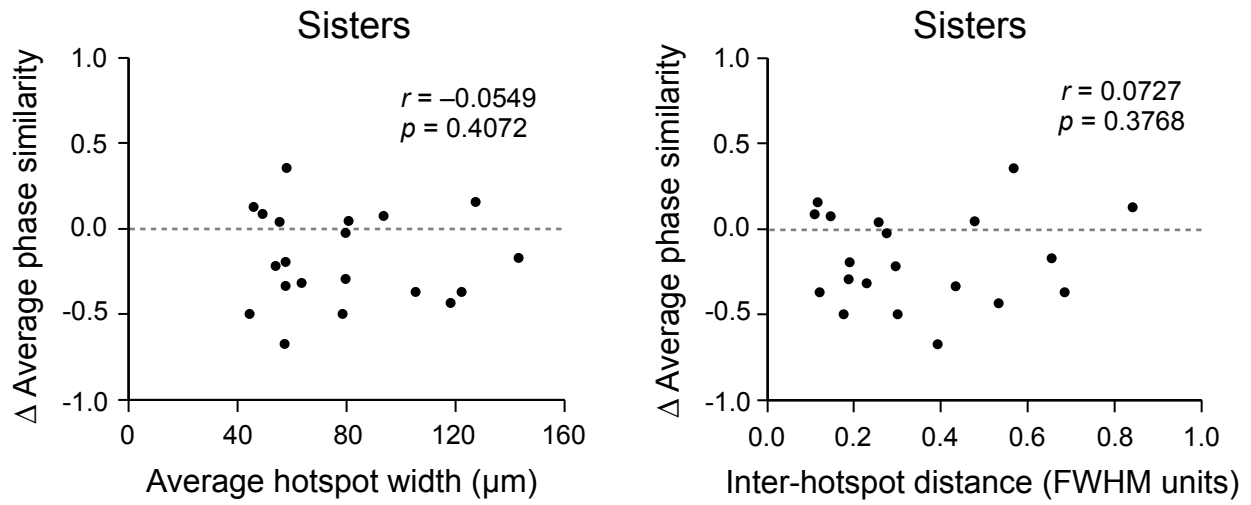 Sisters
Δ Average phase similarity
1.0
0.5
0.0
-0.5
-1.0
r = –0.0549
p = 0.4072
0 40 80 120 160
Average hotspot width (µm)
Sisters
Δ Average phase similarity
1.0
0.5
0.0
-0.5
-1.0
r = 0.0727
p = 0.3768
0.0 0.2 0.4 0.6 0.8 1.0
Inter-hotspot distance (FWHM units)